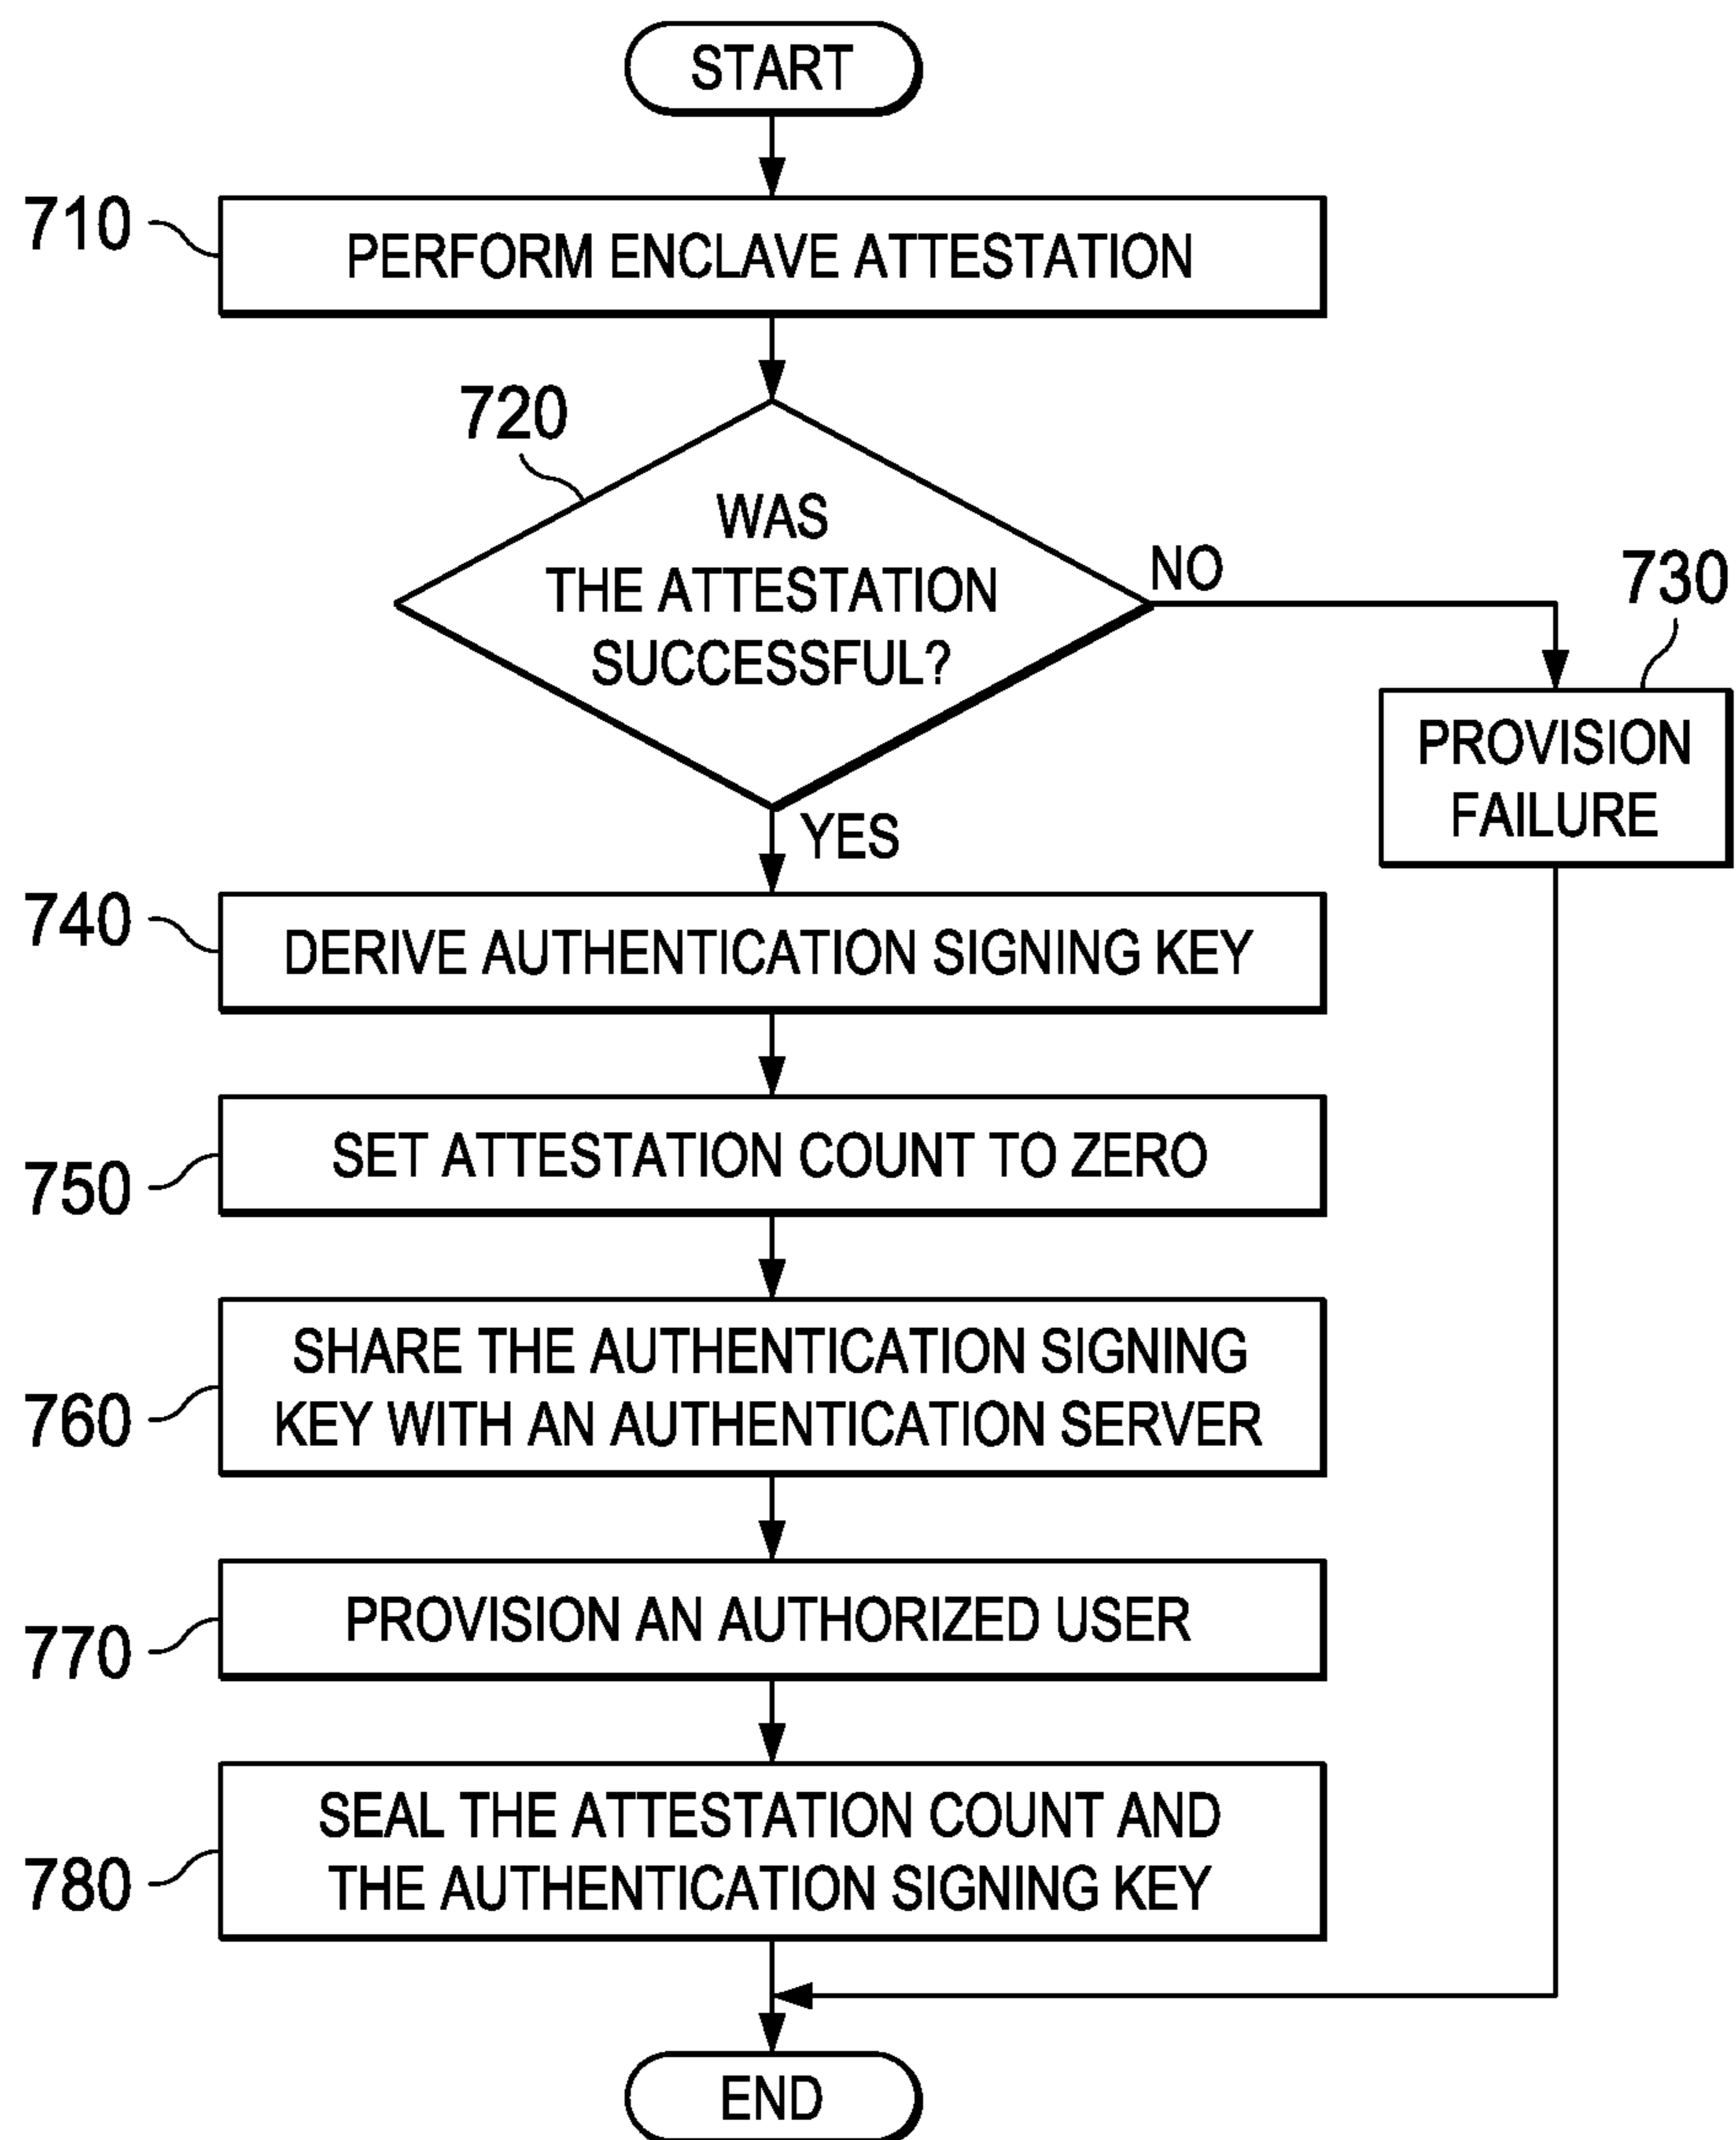 START
710
PERFORM ENCLAVE ATTESTATION
720
WAS
THE ATTESTATION
SUCCESSFUL?
NO
730
PROVISION
FAILURE
YES
740
DERIVE AUTHENTICATION SIGNING KEY
750
SET ATTESTATION COUNT TO ZERO
760
SHARE THE AUTHENTICATION SIGNING
KEY WITH AN AUTHENTICATION SERVER
770
PROVISION AN AUTHORIZED USER
780
SEAL THE ATTESTATION COUNT AND
THE AUTHENTICATION SIGNING KEY
END